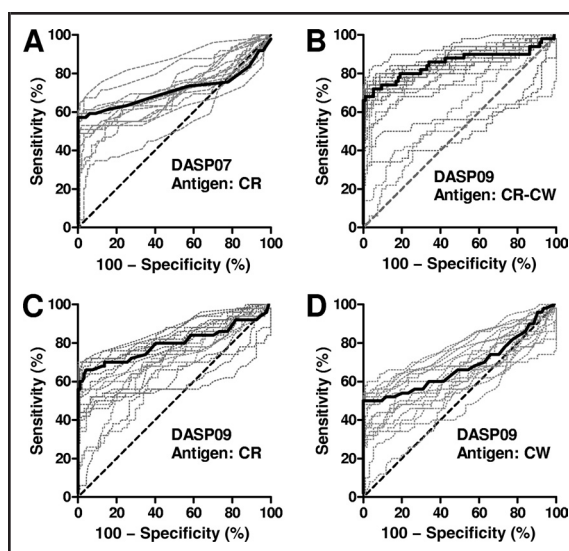 A
Sensitivity (%)
100
80
60
40
20
0
DASP07
Antigen: CR
0 20 40 60 80 100
100 – Specificity (%)
B
Sensitivity (%)
100
80
60
40
20
0
DASP09
Antigen: CR-CW
0 20 40 60 80 100
100 – Specificity (%)
C
Sensitivity (%)
100
80
60
40
20
0
DASP09
Antigen: CR
0 20 40 60 80 100
100 – Specificity (%)
D
Sensitivity (%)
100
80
60
40
20
0
DASP09
Antigen: CW
0 20 40 60 80 100
100 – Specificity (%)